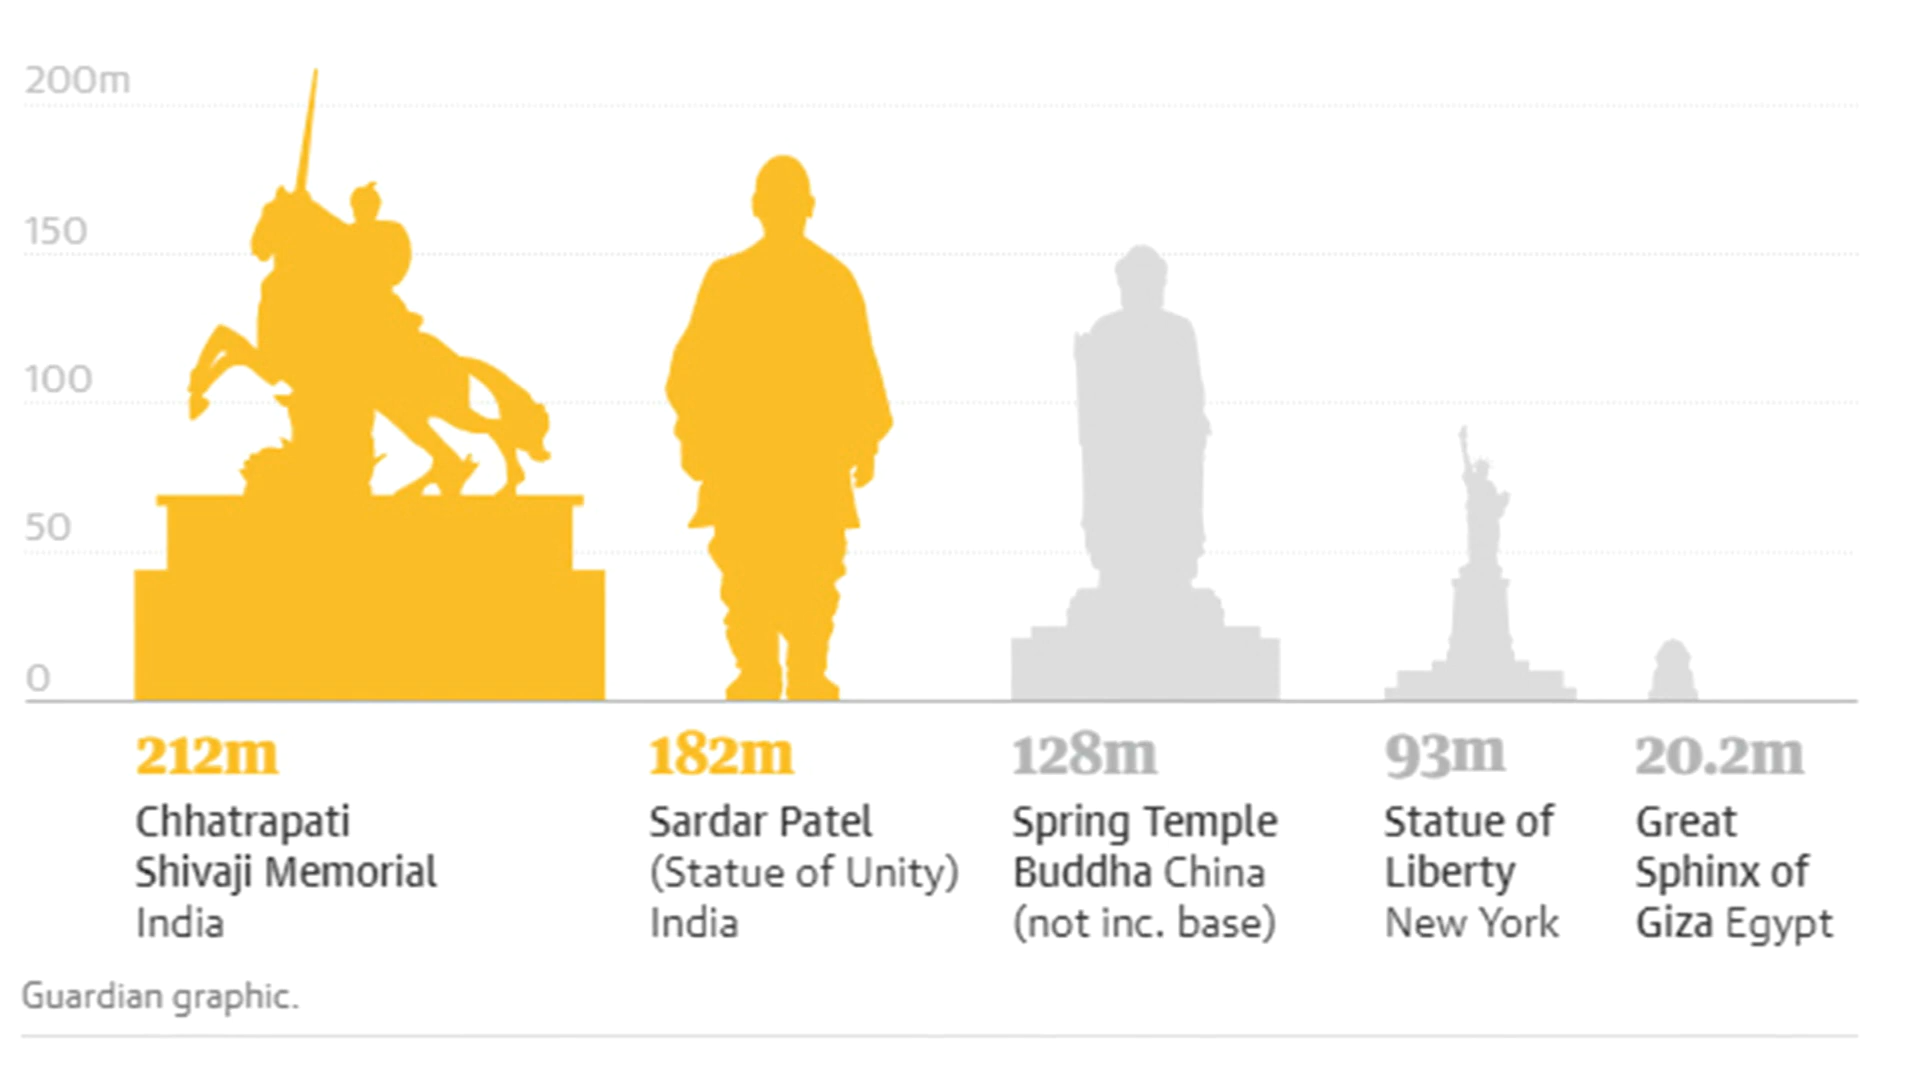 200m
150
100
50
0
212m
Chhatrapati
Shivaji Memorial
India
182m
Sardar Patel
(Statue of Unity)
India
128m
Spring Temple
Buddha China
(not inc. base)
93m
Statue of
Liberty
New York
20.2m
Great
Sphinx of
Giza Egypt
Guardian graphic.